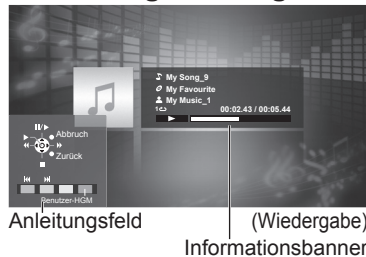 My Song_9
My Favourite
My Music_1
1 00:02.43 / 00:05.44
Abbruch
Zurück
Benutzer-HGM
Anleitungsfeld
(Wiedergabe)
Informationsbanner